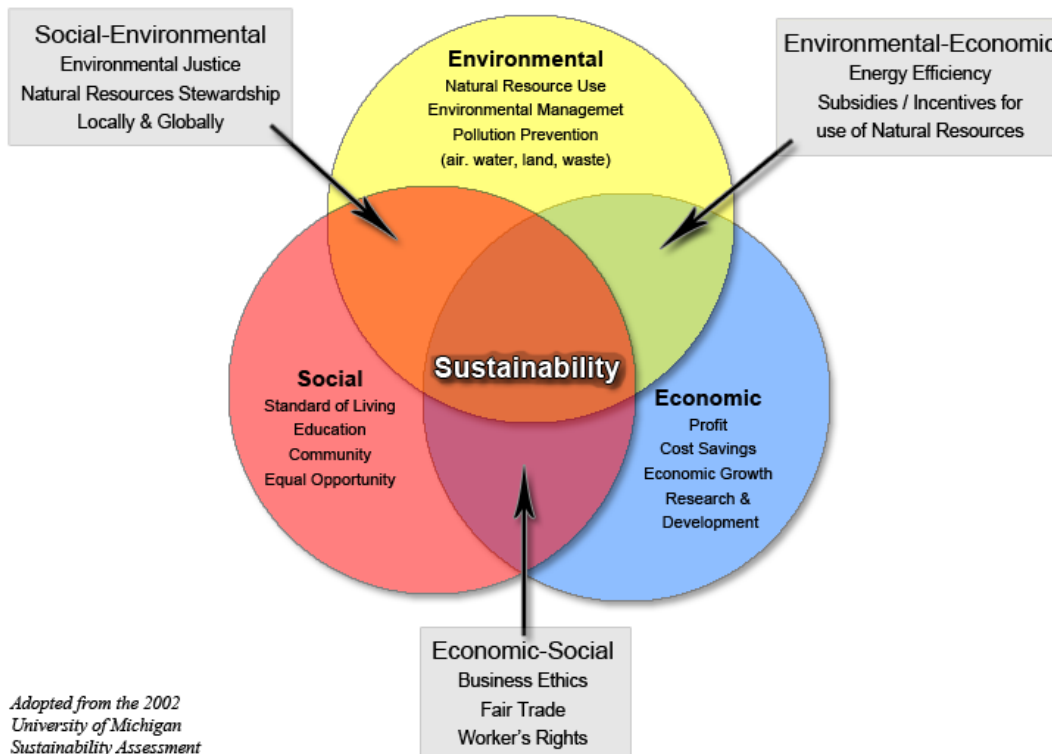 Social-Environmental
Environmental Justice
Natural Resources Stewardship
Locally & Globally
Environmental
Natural Resource Use
Environmental Managemet
Pollution Prevention
(air. water, land, waste)
Environmental-Economic
Energy Efficiency
Subsidies / Incentives for
use of Natural Resources
Sustainability
Social
Standard of Living
Education
Community
Equal Opportunity
Economic
Profit
Cost Savings
Economic Growth
Research &
Development
Economic-Social
Business Ethics
Fair Trade
Worker's Rights
Adopted from the 2002
University of Michigan
Sustainability Assessment